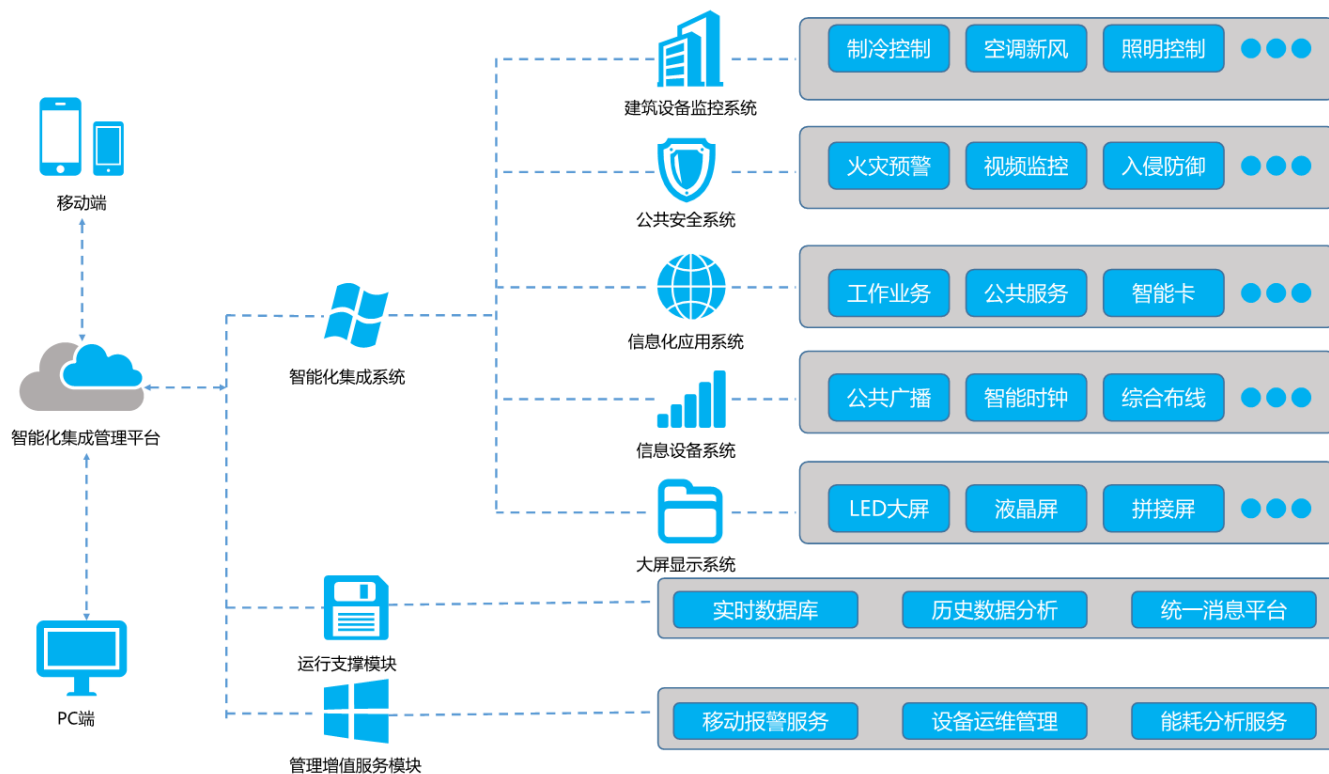 制冷控制
空调新风
照明控制
建筑设备监控系统
移动端
火灾预警
视频监控
入侵防御
公共安全系统
工作业务
公共服务
智能卡
信息化应用系统
智能化集成系统
智能化集成管理平台
公共广播
智能时钟
综合布线
信息设备系统
LED大屏
液晶屏
拼接屏
大屏显示系统
实时数据库
历史数据分析
统一消息平台
运行支撑模块
PC端
移动报警服务
设备运维管理
能耗分析服务
管理增值服务模块